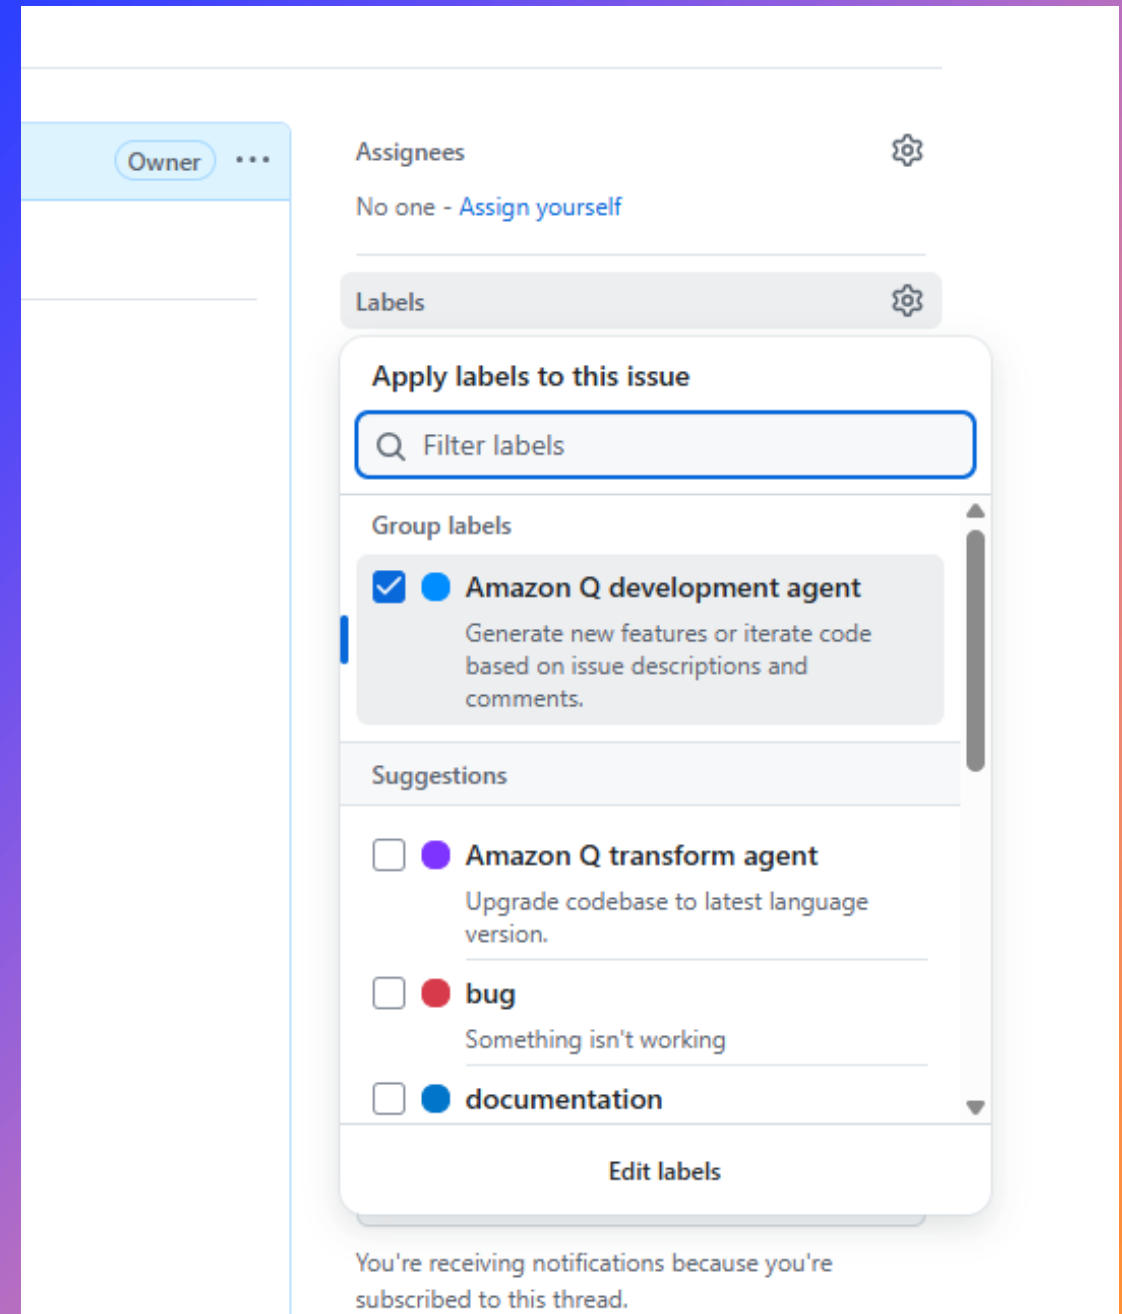 Owner
Assignees
No one - Assign yourself
Labels
Apply labels to this issue
Filter labels
Group labels
Amazon Q development agent
Generate new features or iterate code
based on issue descriptions and
comments.
Suggestions
Amazon Q transform agent
Upgrade codebase to latest language
version.
bug
Something isn't working
documentation
Edit labels
You're receiving notifications because you're
subscribed to this thread.